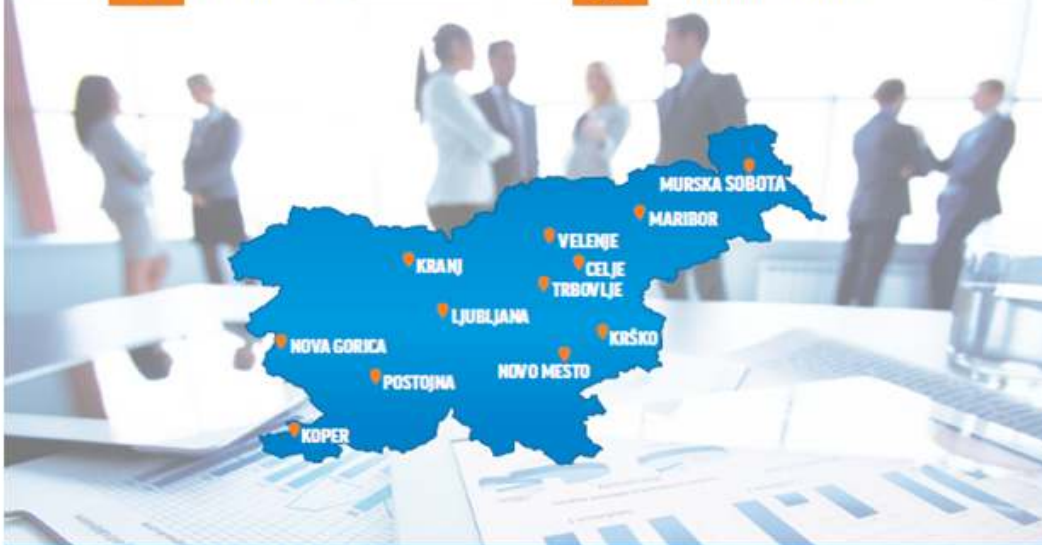 MURSKA SOBOTA
MARIBOR
VELENJE
KRANJ
CELJE
TRBOVLJE
LJUBLJANA
KRŠKO
NOVA GORICA
NOVO MESTO
POSTOJNA
KOPER